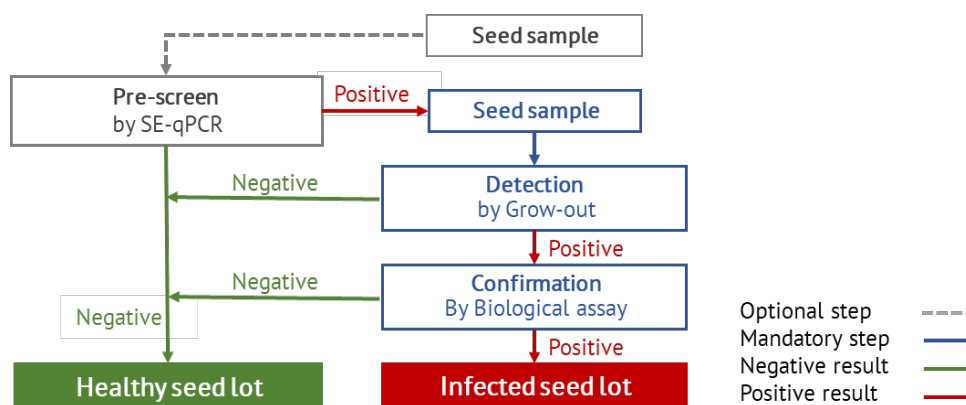 Seed sample
Pre-screen
by SE-qPCR
Positive
Seed sample
Negative
Detection
by Grow-out
Positive
Negative
Confirmation
By Biological assay
Negative
Positive
Healthy seed lot
Infected seed lot
Optional step
Mandatory step
Negative result
Positive result